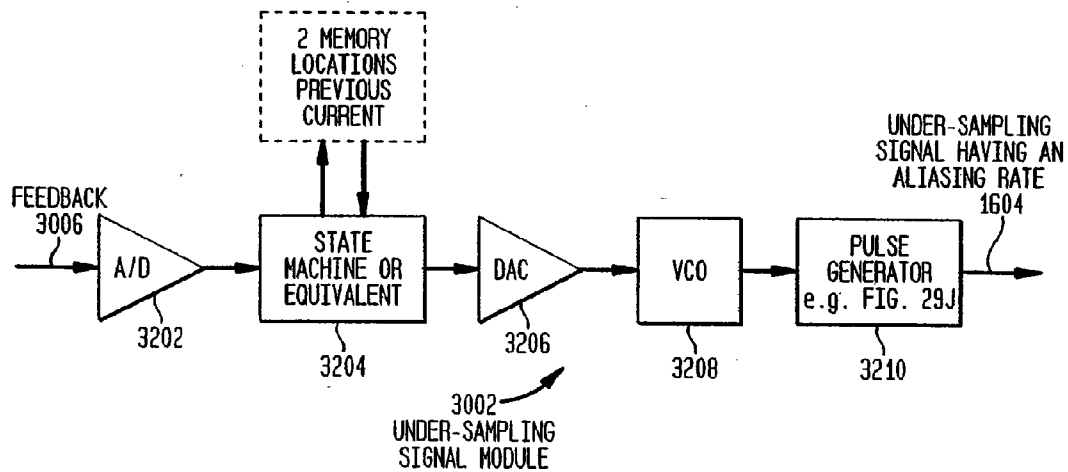 2 MEMORY
LOCATIONS
PREVIOUS
CURRENT
UNDER-SAMPLING
SIGNAL HAVING AN
ALIASING RATE
1604
FEEDBACK
3006
A/D
3202
STATE
MACHINE OR
EQUIVALENT
3204
DAC
3206
VCO
3208
PULSE
GENERATOR
e.g. FIG. 29J
3210
3002
UNDER-SAMPLING
SIGNAL MODULE